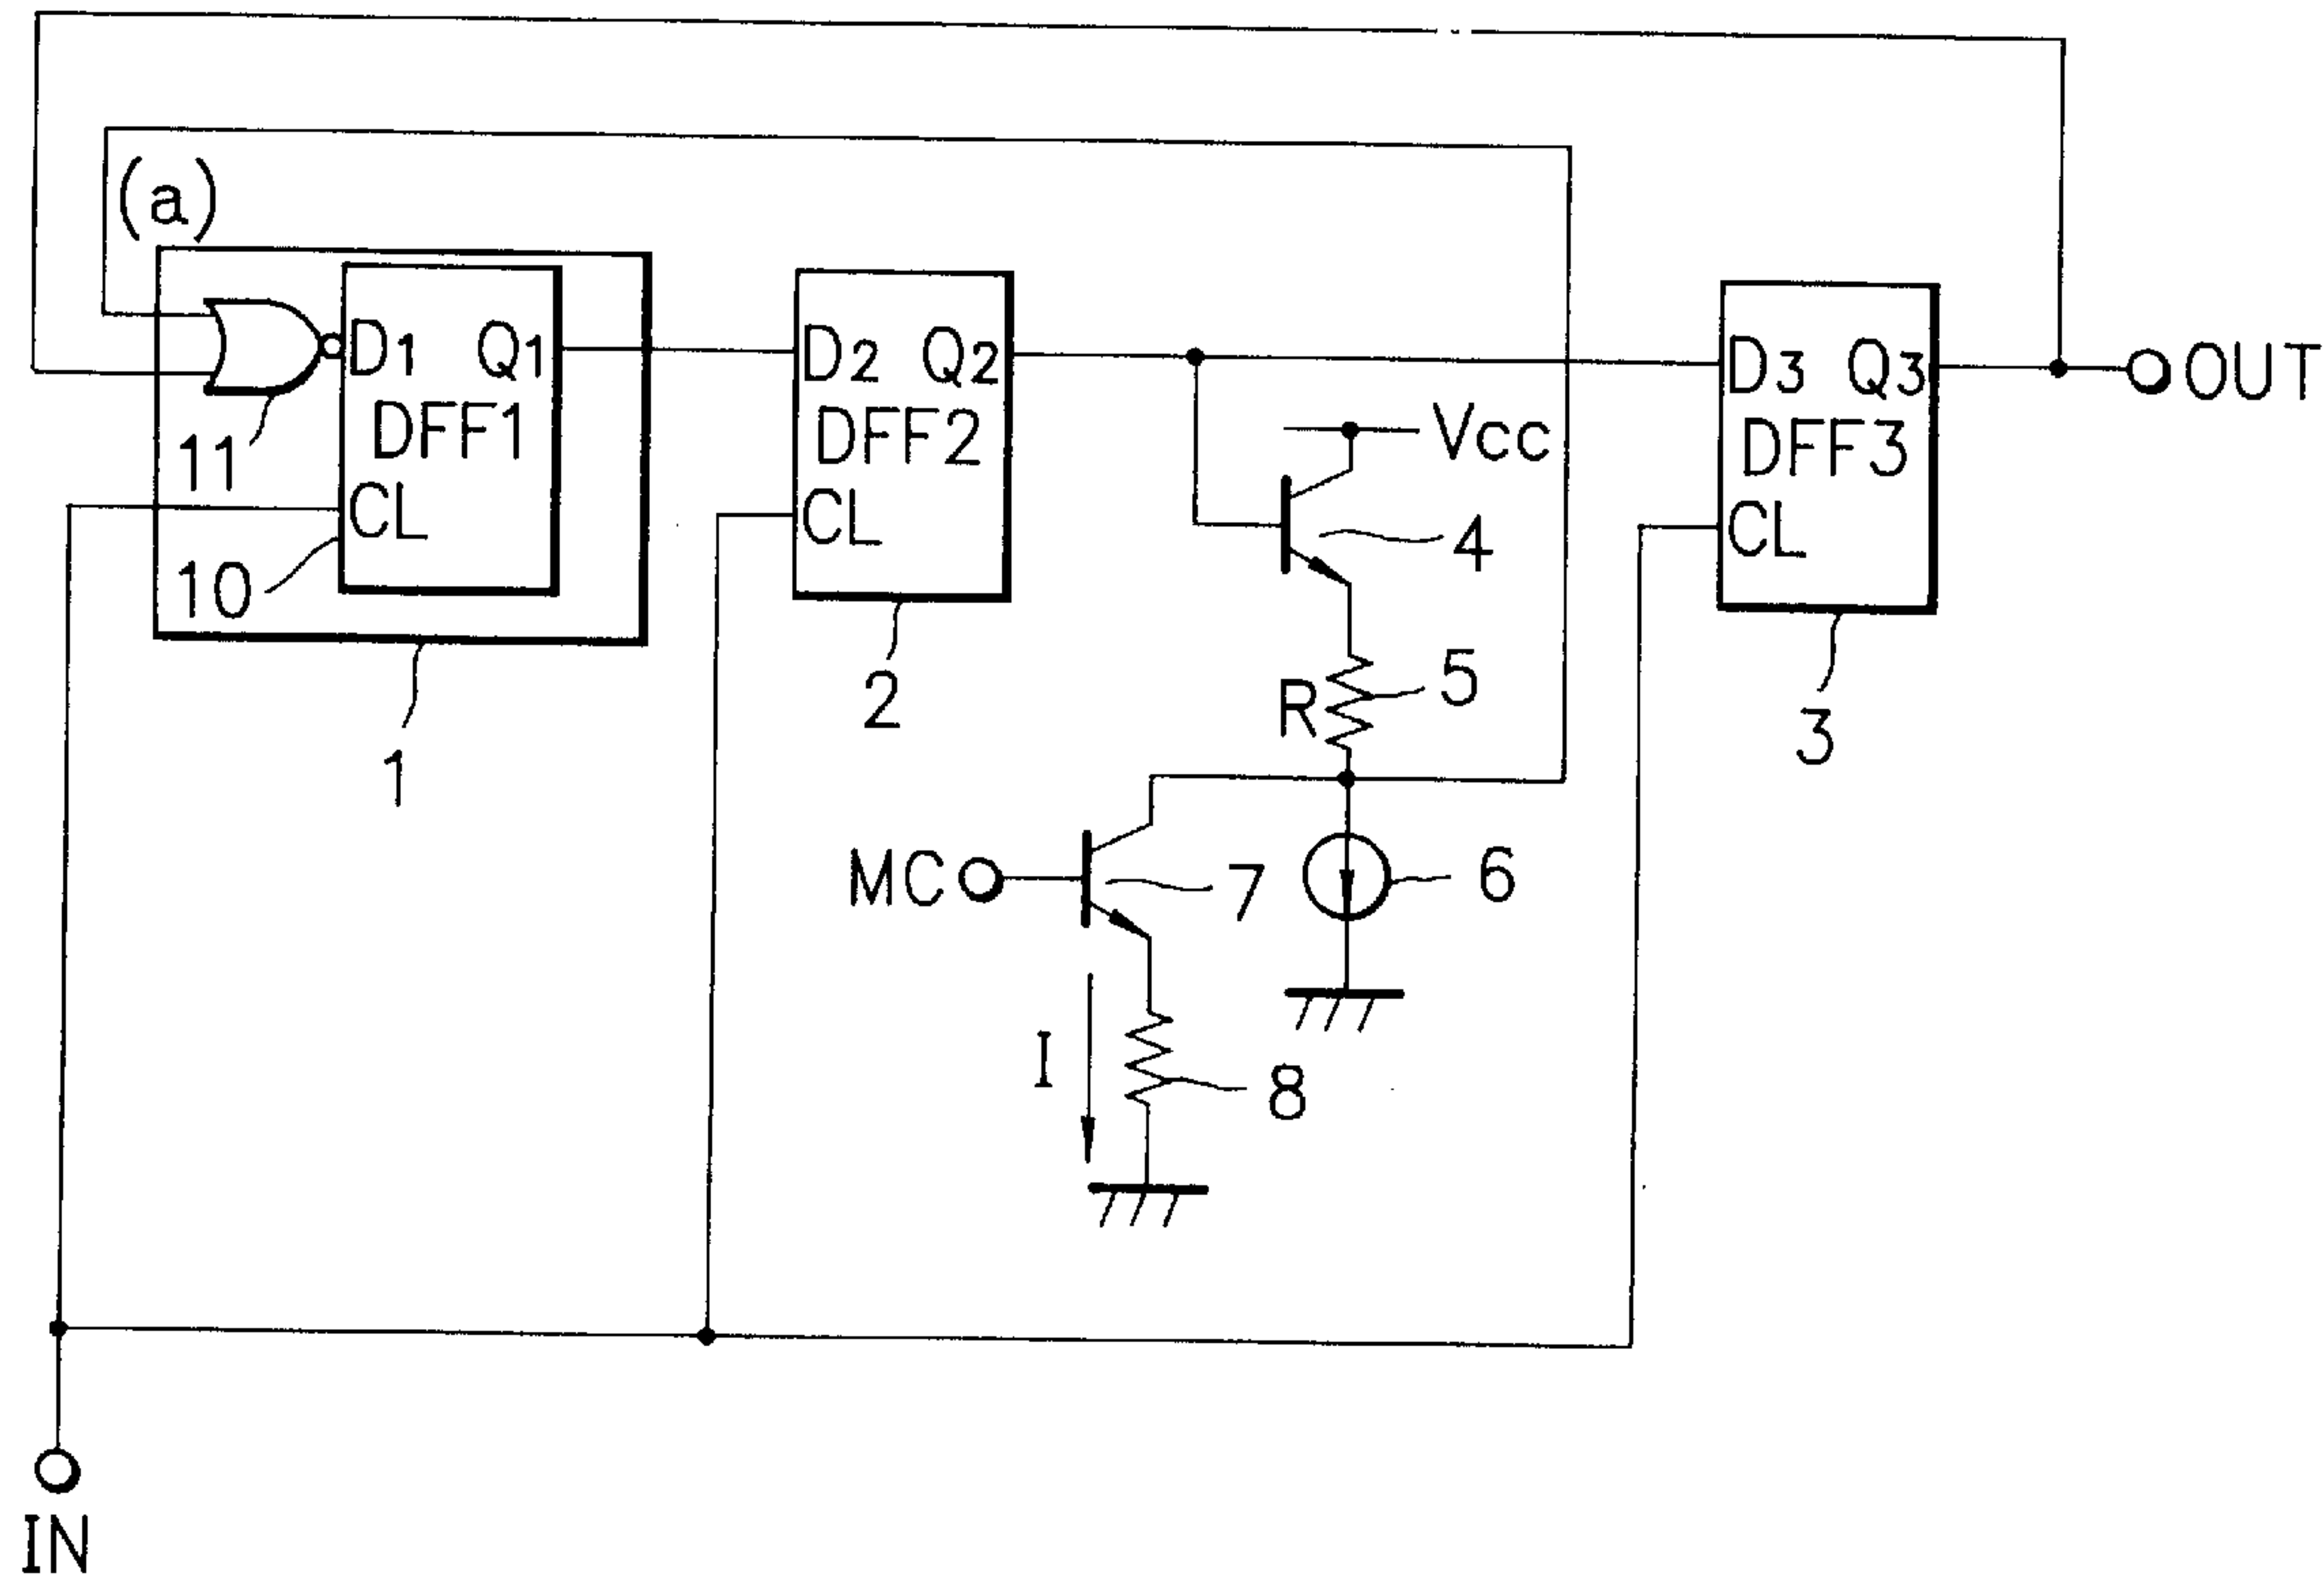 (a)
D1 Q1
DFF1
CL
11
10
1
D2 Q2
DFF2
CL
2
Vcc
4
R
5
MC
7
6
I
8
D3 Q3
DFF3
CL
3
OUT
IN